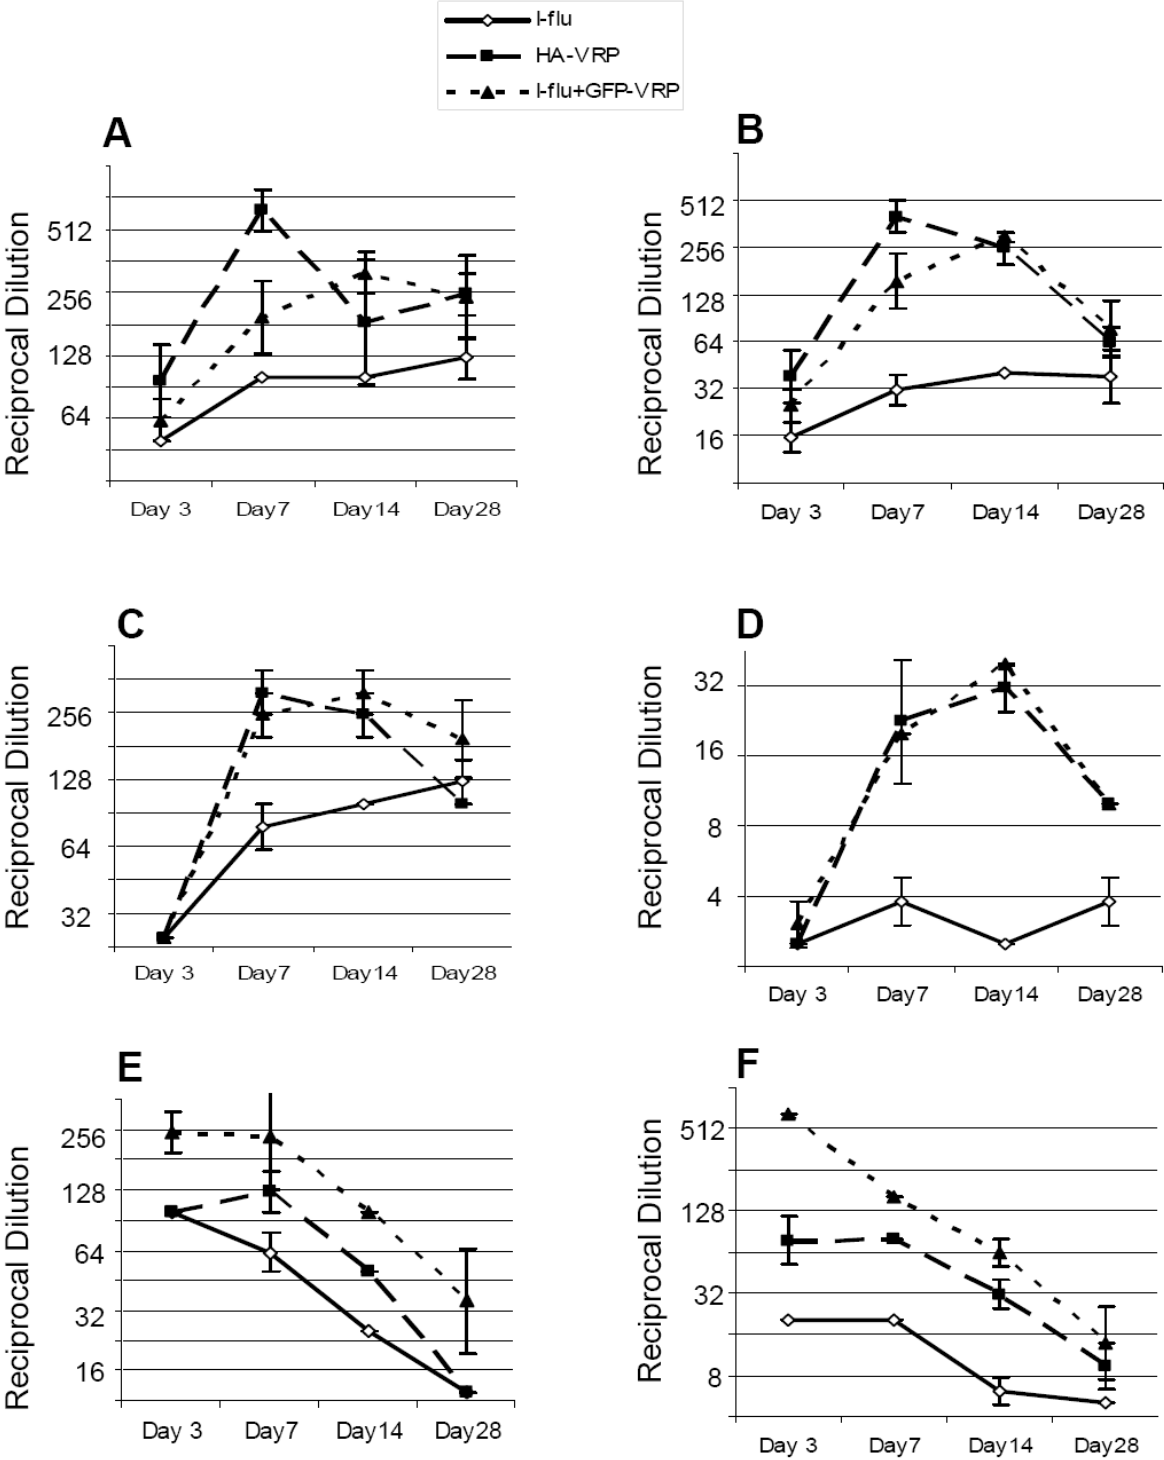 I-flu
HA-VRP
I-flu+GFP-VRP
A
Reciprocal Dilution
512
256
128
64
Day 3 Day7 Day14 Day28
B
Reciprocal Dilution
512
256
128
64
32
16
Day 3 Day7 Day14 Day28
C
Reciprocal Dilution
256
128
64
32
Day 3 Day7 Day14 Day28
D
Reciprocal Dilution
32
16
8
4
Day 3 Day7 Day14 Day28
E
Reciprocal Dilution
256
128
64
32
16
Day 3 Day7 Day14 Day28
F
Reciprocal Dilution
512
128
32
8
Day 3 Day7 Day14 Day28